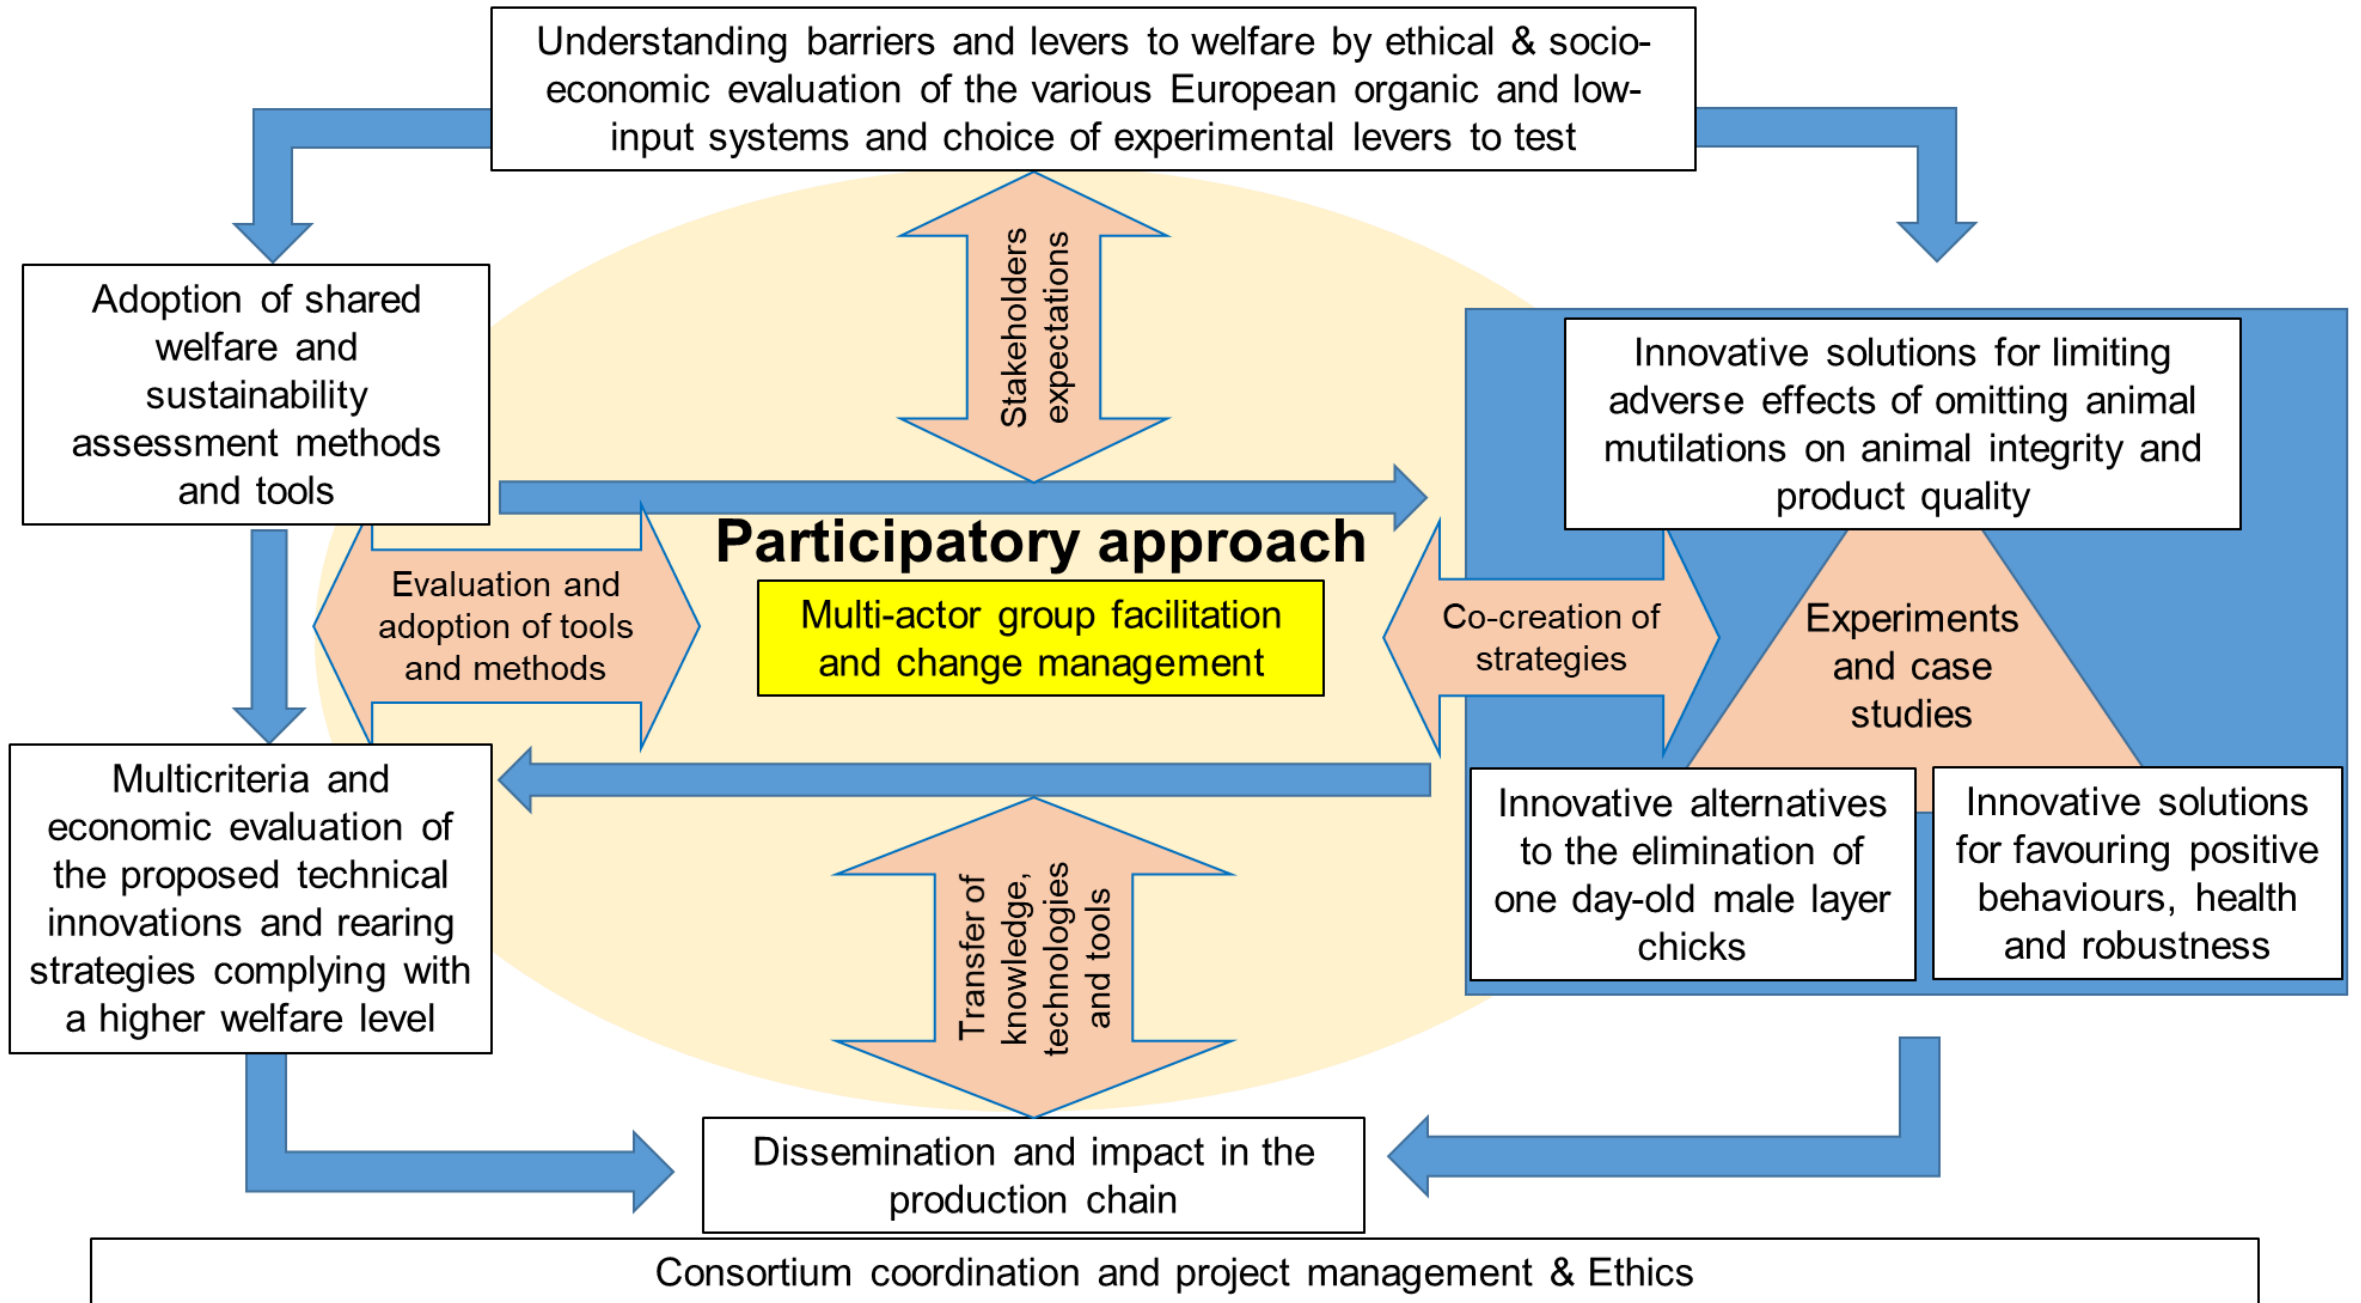 Understanding barriers and levers to welfare by ethical & socio-
economic evaluation of the various European organic and low-
input systems and choice of experimental levers to test
Adoption of shared
welfare and
sustainability
assessment methods
and tools
Stakeholders
expectations
Innovative solutions for limiting
adverse effects of omitting animal
mutilations on animal integrity and
product quality
Participatory approach
Multi-actor group facilitation
and change management
Evaluation and
adoption of tools
and methods
Co-creation of
strategies
Experiments
and case
studies
Multicriteria and
economic evaluation of
the proposed technical
innovations and rearing
strategies complying with
a higher welfare level
Transfer of
knowledge,
technologies
and tools
Innovative alternatives
to the elimination of
one day-old male layer
chicks
Innovative solutions
for favouring positive
behaviours, health
and robustness
Dissemination and impact in the
production chain
Consortium coordination and project management & Ethics